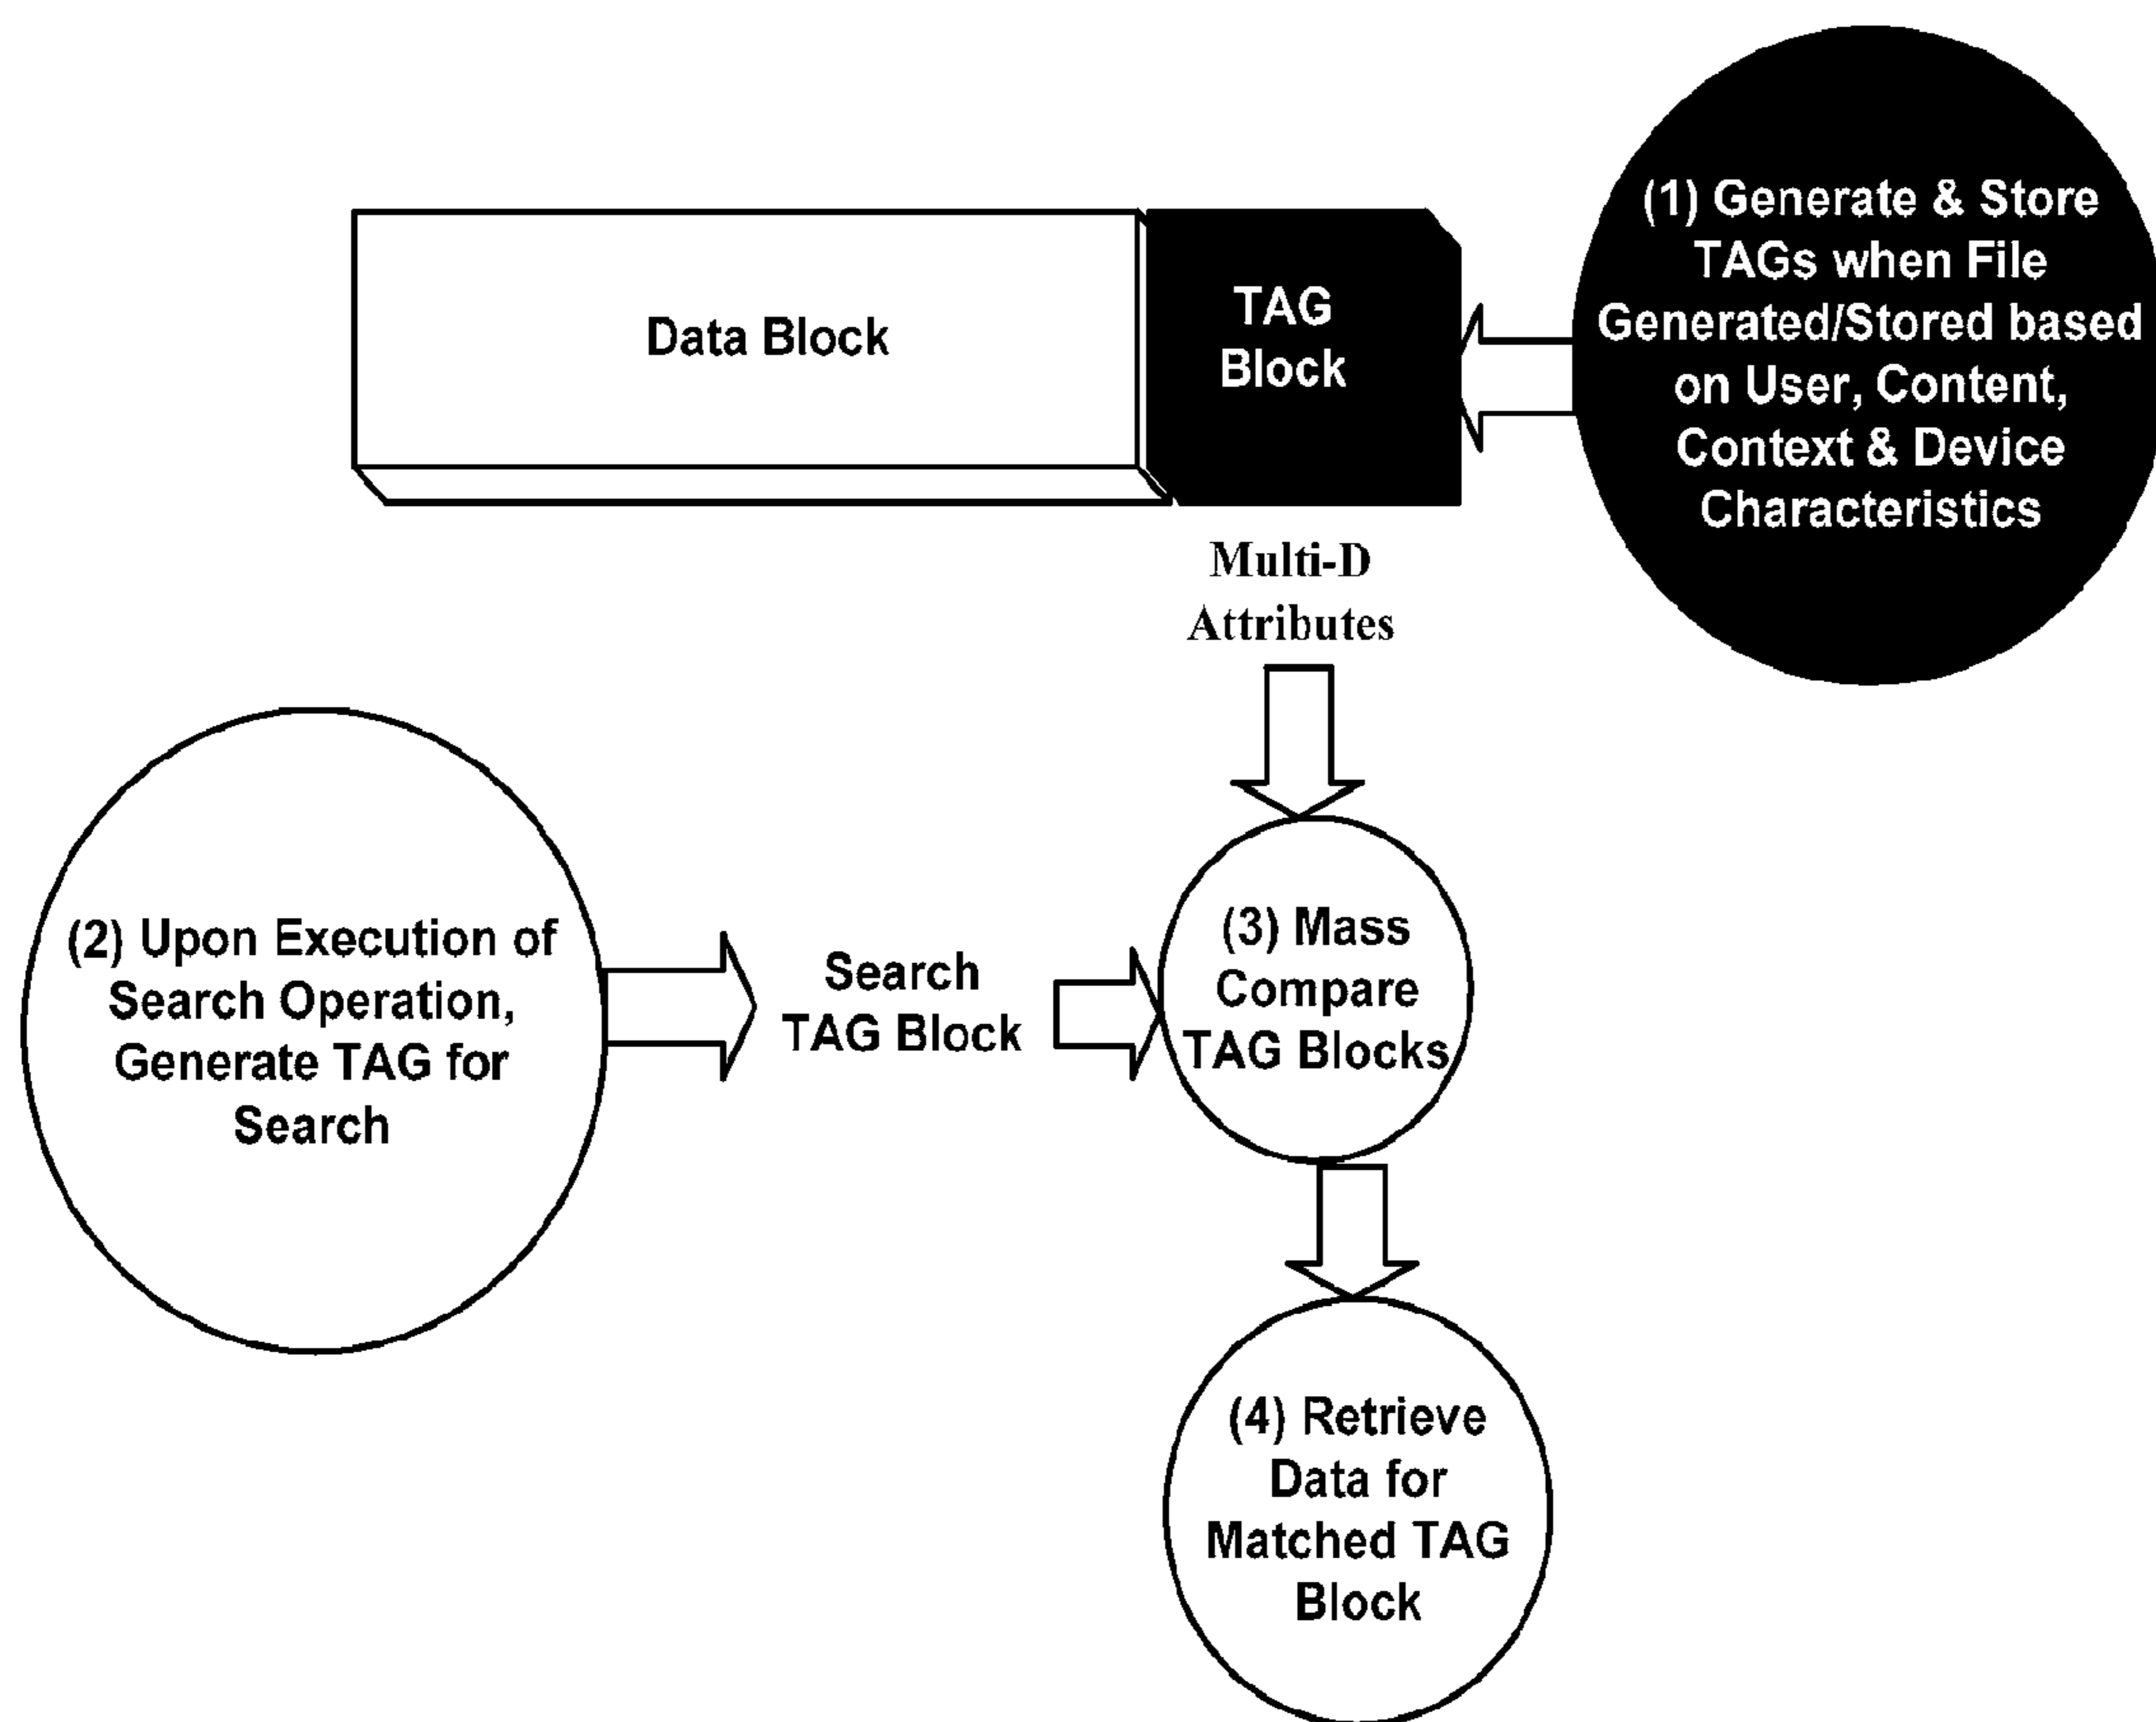 (1) Generate & Store
TAGs when File
Generated/Stored based
on User, Content,
Context & Device
Characteristics
Data Block
TAG
Block
Multi-D
Attributes
(2) Upon Execution of
Search Operation,
Generate TAG for
Search
Search
TAG Block
(3) Mass
Compare
TAG Blocks
(4) Retrieve
Data for
Matched TAG
Block